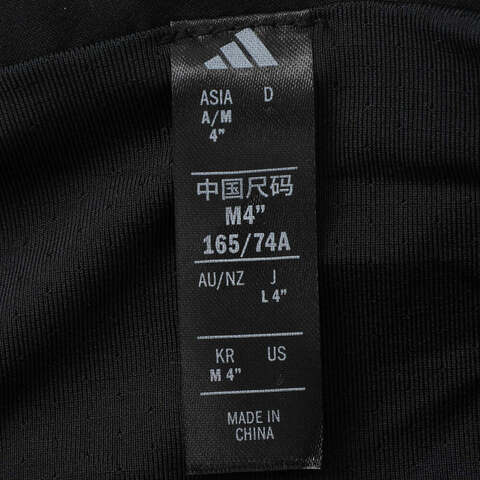 ASIA D
A/M
4"
中国尺码
M4"
165/74A
AU/NZ J
L 4"
KR US
M 4"
MADE IN
CHINA